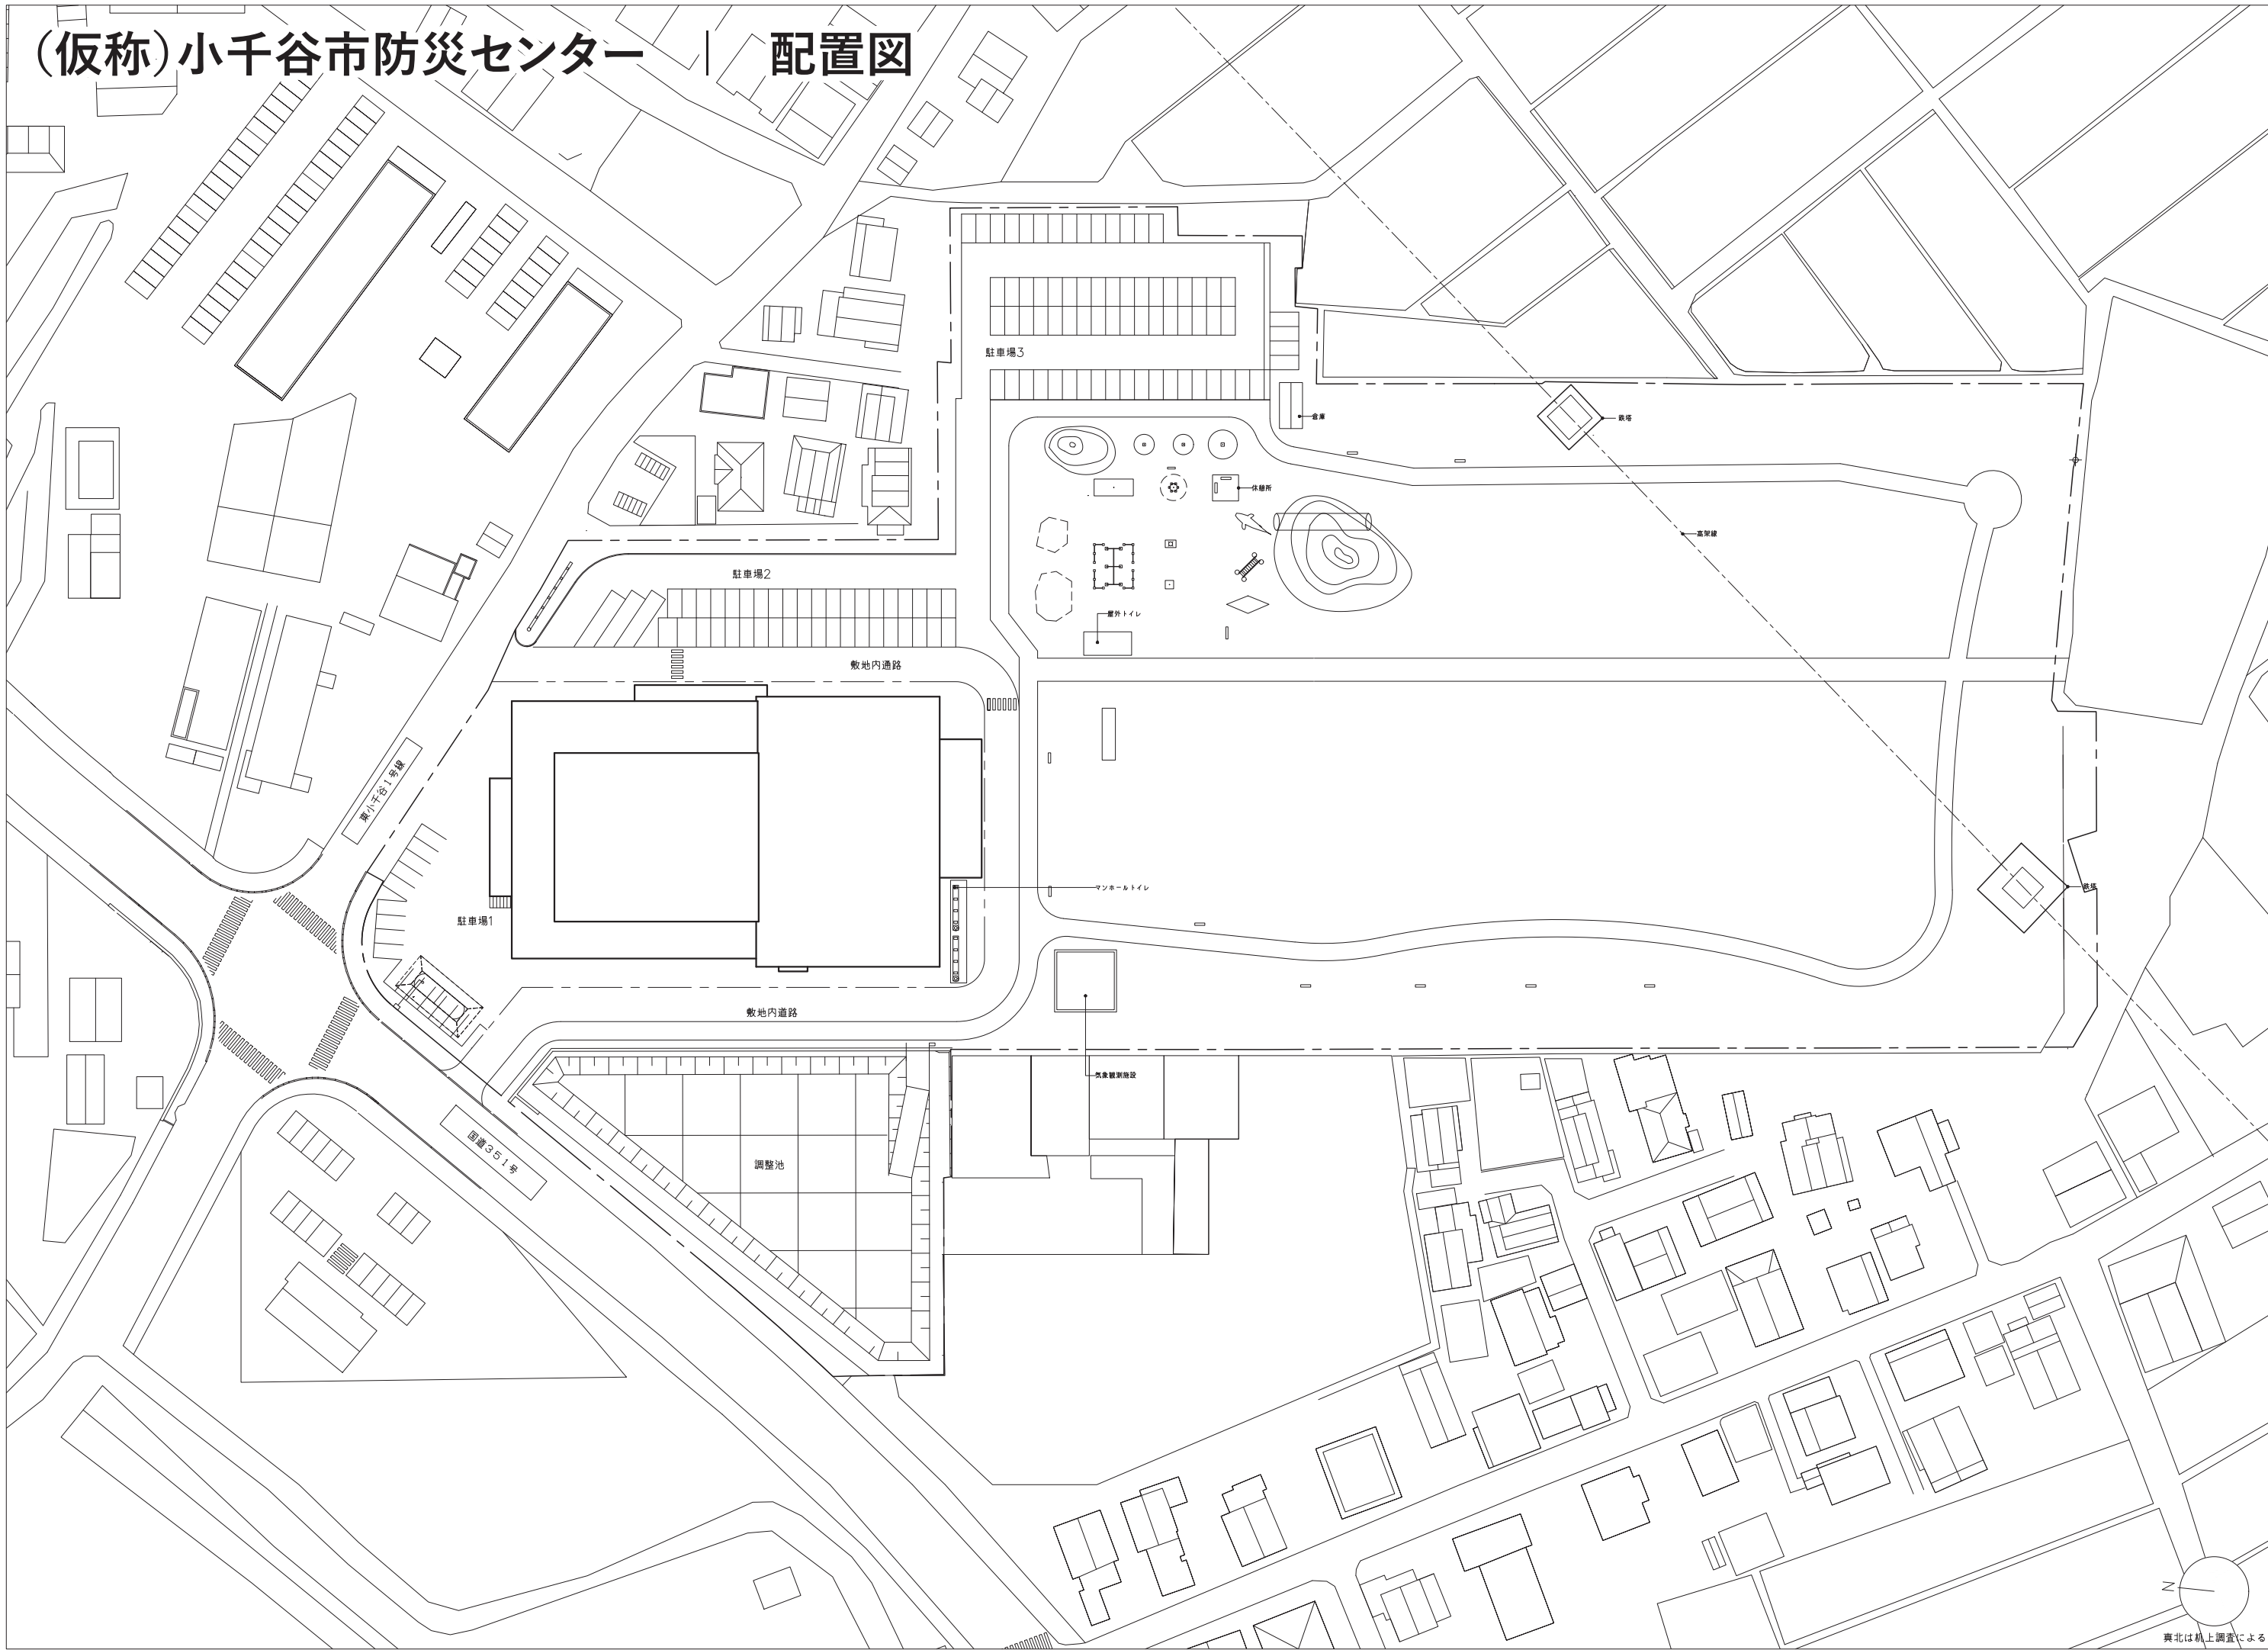 （仮称）小千谷市防災センター ｜ 配置図
駐車場3
倉庫
鉄塔
休憩所
高架線
駐車場2
屋外トイレ
敷地内通路
東小千谷1号線
マンホールトイレ
鉄塔
駐車場1
敷地内道路
気象観測施設
国道351号
調整池
N
真北は机上調査による